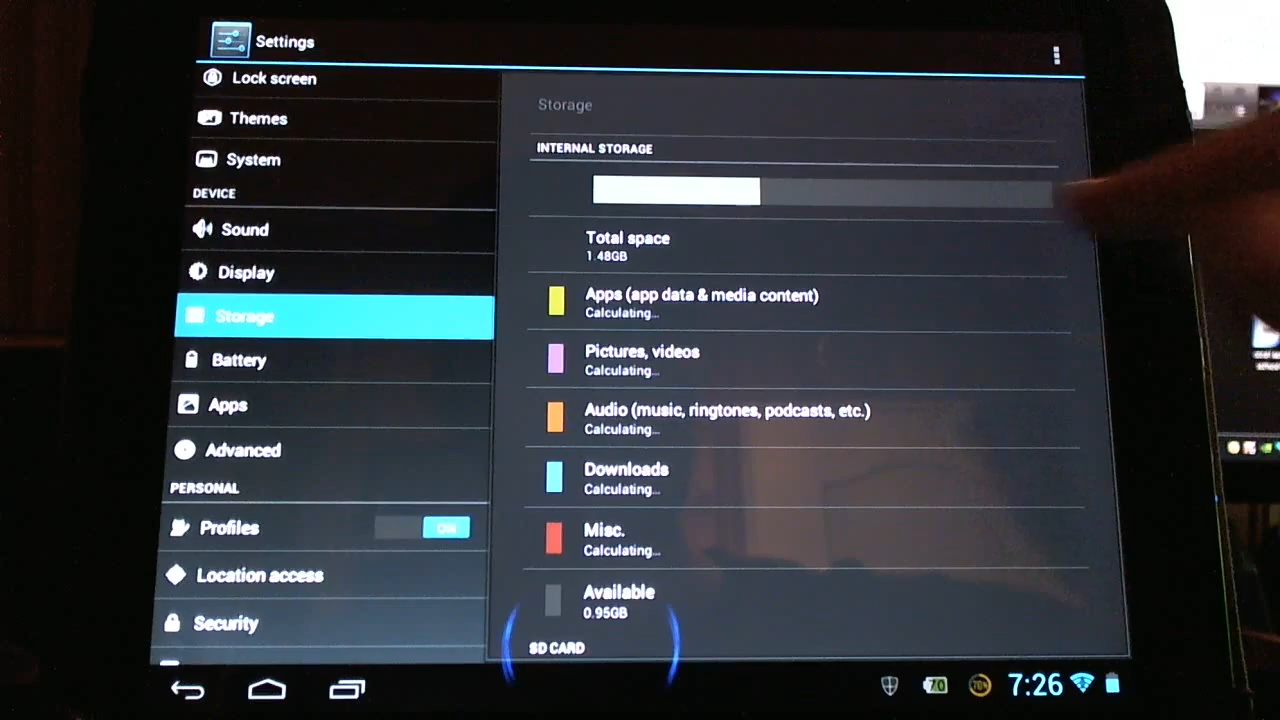 Settings
Lock screen
Themes
System
DEVICE
Sound
Display
Storage
Battery
Apps
Advanced
PERSONAL
Profiles
ON
Location access
Security
Storage
INTERNAL STORAGE
Total space
1.48GB
Apps (app data & media content)
Calculating...
Pictures, videos
Calculating...
Audio (music, ringtones, podcasts, etc.)
Calculating...
Downloads
Calculating...
Misc.
Calculating...
Available
0.95GB
SD CARD
70
7:26